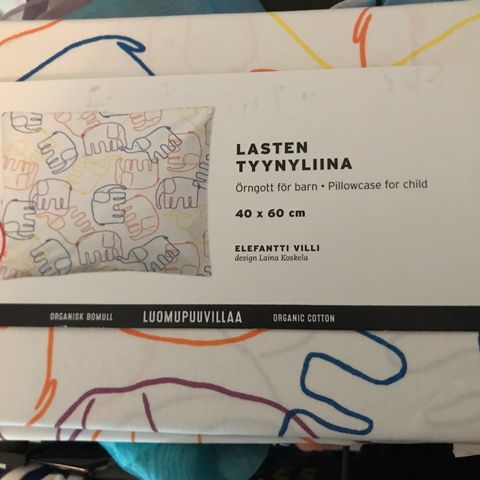 LASTEN
TYYNYLIINA
Örngott för barn • Pillowcase for child
40 x 60 cm
ELEFANTTI VILLI
design Laina Koskela
ORGANISK BOMULL LUOMUPUUVILLAA ORGANIC COTTON